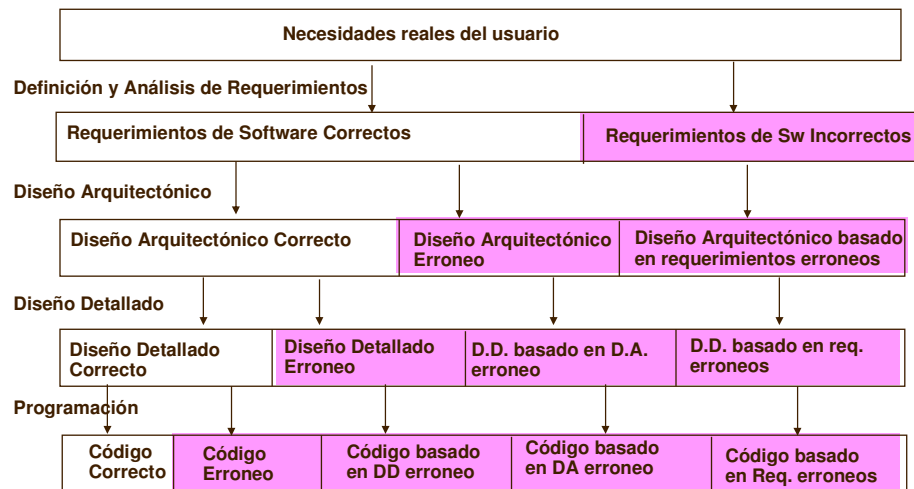 Necesidades reales del usuario
Definición y Análisis de Requerimientos
Requerimientos de Software Correctos
Requerimientos de Sw Incorrectos
Diseño Arquitectónico
Diseño Arquitectónico Correcto
Diseño Arquitectónico
Erroneo
Diseño Arquitectónico basado
en requerimientos erroneos
Diseño Detallado
Diseño Detallado
Correcto
Diseño Detallado
Erroneo
D.D. basado en D.A.
erroneo
D.D. basado en req.
erroneos
Programación
Código
Correcto
Código
Erroneo
Código basado
en DD erroneo
Código basado
en DA erroneo
Código basado
en Req. erroneos